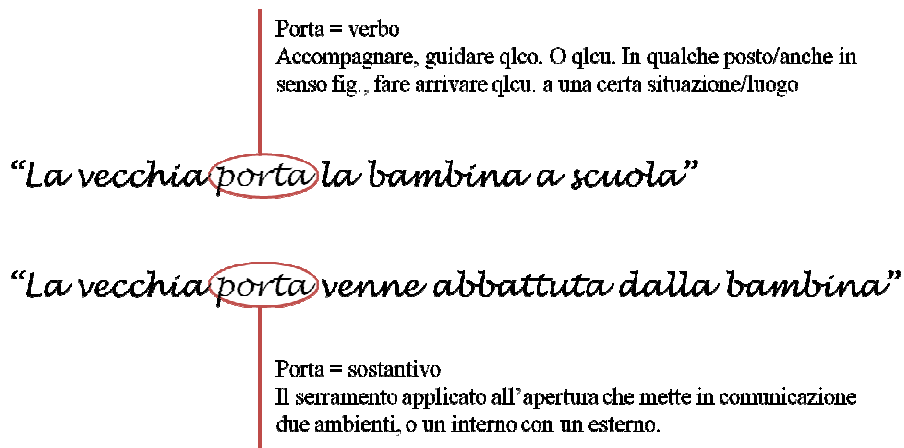 Porta = verbo
Accompagnare, guidare qlco. O qlcu. In qualche posto/anche in
senso fig., fare arrivare qlcu. a una certa situazione/luogo
“La vecchia porta la bambina a scuola”
“La vecchia porta venne abbattuta dalla bambina”
Porta = sostantivo
Il serramento applicato all’apertura che mette in comunicazione
due ambienti, o un interno con un esterno.